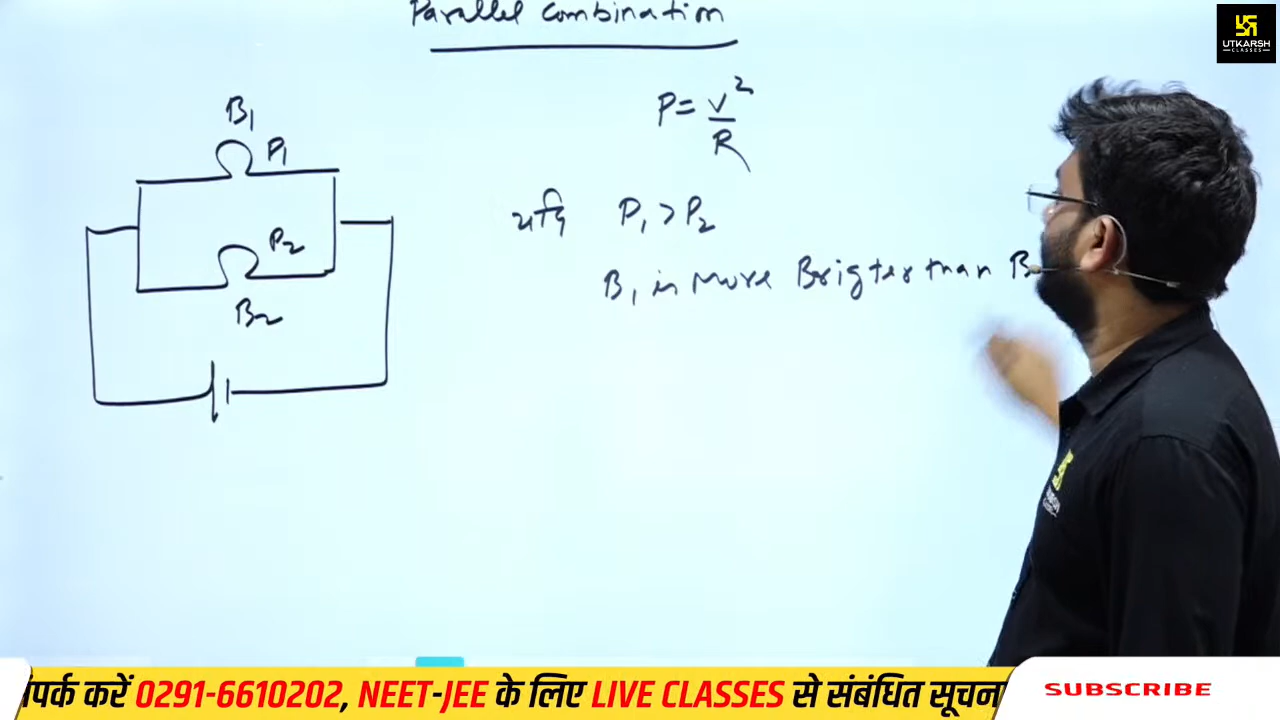 Parallel Combination
UTKARSH
CLASSES
B1
P1
P = V²/R
यदि P1 > P2
P2
B1 is More Brigter than B
B2
ंपर्क करें 0291-6610202, NEET-JEE के लिए LIVE CLASSES से संबंधित सूचना
SUBSCRIBE